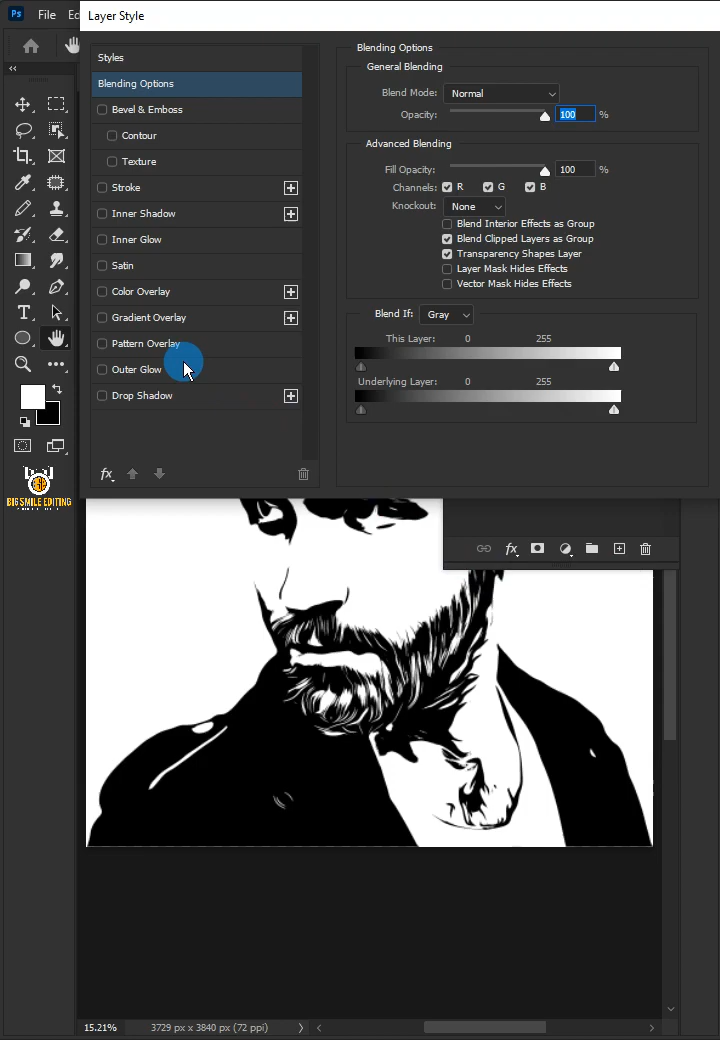 Ps File Ed
Layer Style
Styles
Blending Options
Bevel & Emboss
Contour
Texture
Stroke
Inner Shadow
Inner Glow
Satin
Color Overlay
Gradient Overlay
Pattern Overlay
Outer Glow
Drop Shadow
fx
Blending Options
General Blending
Blend Mode: Normal
Opacity: 100 %
Advanced Blending
Fill Opacity: 100 %
Channels: R G B
Knockout: None
Blend Interior Effects as Group
Blend Clipped Layers as Group
Transparency Shapes Layer
Layer Mask Hides Effects
Vector Mask Hides Effects
Blend If: Gray
This Layer: 0 255
Underlying Layer: 0 255
BIG SMILE EDITING
fx
15.21% 3729 px x 3840 px (72 ppi)